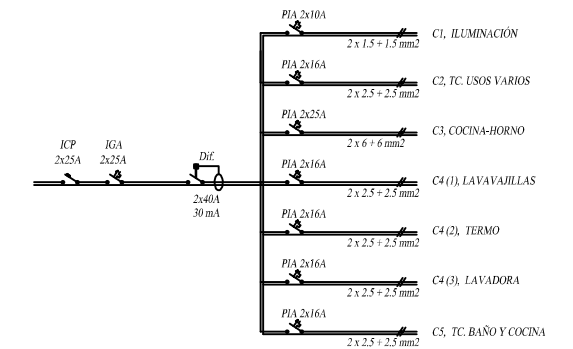 PIA 2x10A
C1, ILUMINACIÓN
2 x 1.5 + 1.5 mm2
PIA 2x16A
C2, TC. USOS VARIOS
2 x 2.5 + 2.5 mm2
PIA 2x25A
C3, COCINA-HORNO
2 x 6 + 6 mm2
ICP
2x25A
IGA
2x25A
Dif.
2x40A
30 mA
PIA 2x16A
C4 (1), LAVAVAJILLAS
2 x 2.5 + 2.5 mm2
PIA 2x16A
C4 (2), TERMO
2 x 2.5 + 2.5 mm2
PIA 2x16A
C4 (3), LAVADORA
2 x 2.5 + 2.5 mm2
PIA 2x16A
C5, TC. BAÑO Y COCINA
2 x 2.5 + 2.5 mm2